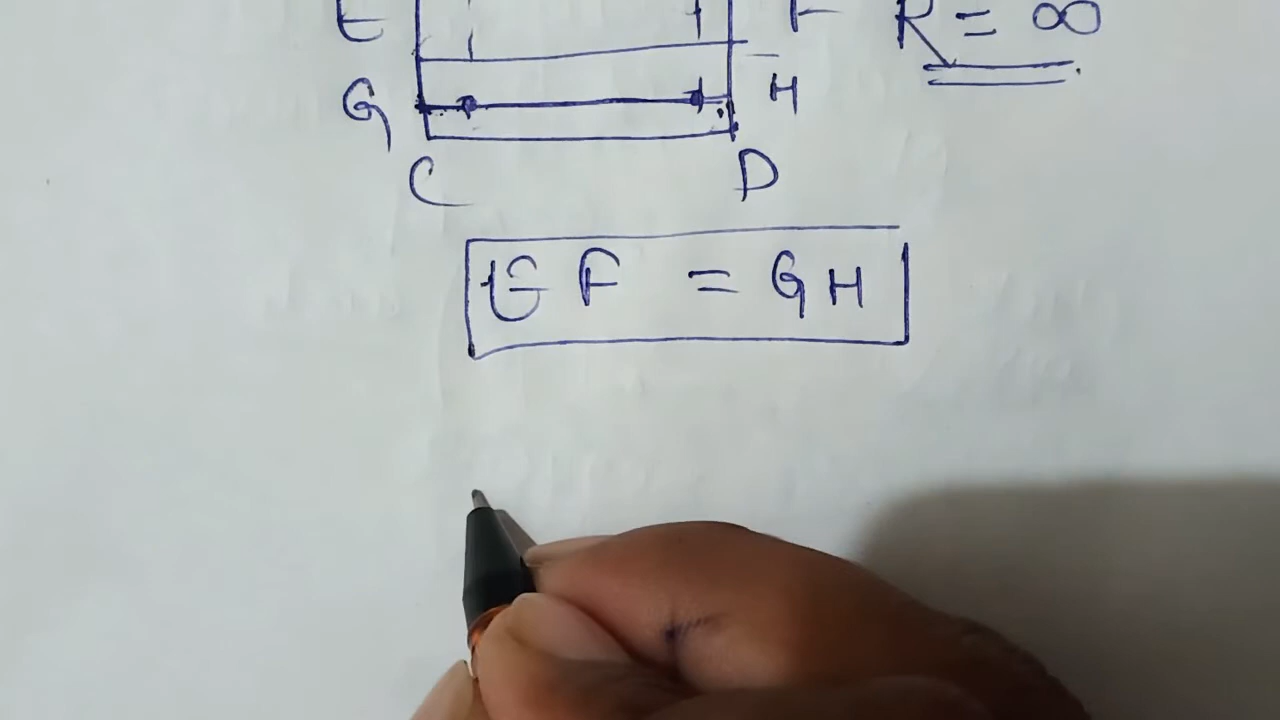 E F R = ∞
G H
C D
EF = GH